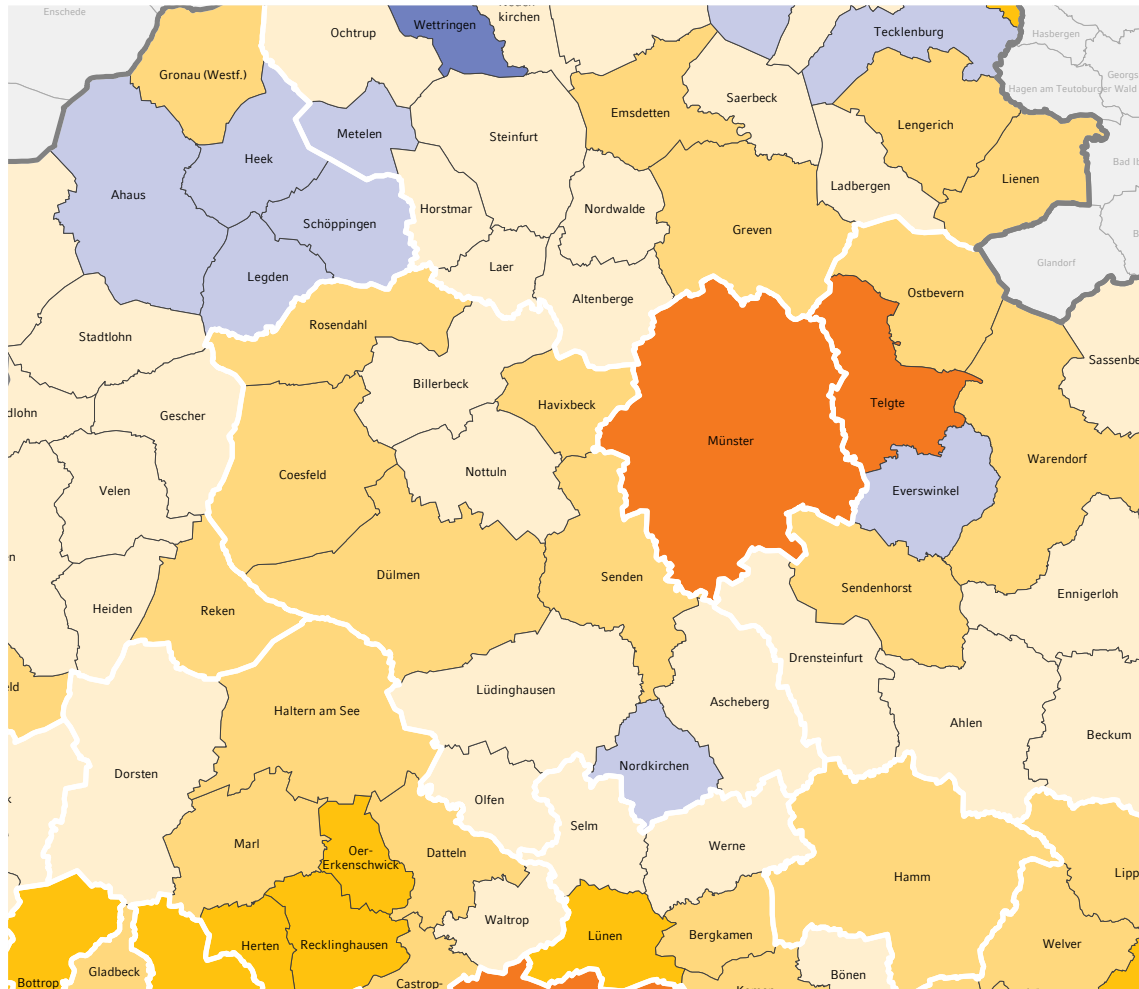 Enschede
Ochtrup
Wettringen
kirchen
Tecklenburg
Hasbergen
Gronau (Westf.)
Georgs
Hagen am Teutoburger Wald
Saerbeck
Emsdetten
Lengerich
Metelen
Steinfurt
Heek
Bad Ib
Lienen
Ladbergen
Ahaus
Horstmar
Nordwalde
Schöppingen
Greven
B
Glandorf
Laer
Legden
Ostbevern
Altenberge
Rosendahl
Stadtlohn
Sassenbe
Billerbeck
Telgte
Havixbeck
dlohn
Gescher
Münster
Warendorf
Nottuln
Coesfeld
Velen
Everswinkel
en
Dülmen
Senden
Sendenhorst
Ennigerloh
Heiden
Reken
Drensteinfurt
eld
Lüdinghausen
Ascheberg
Haltern am See
Ahlen
Beckum
Nordkirchen
Dorsten
k
Olfen
Selm
Marl
Werne
Oer-
Erkenschwick
Datteln
Lipp
Hamm
Waltrop
Lünen
Bergkamen
Herten
Recklinghausen
Welver
Gladbeck
Bönen
Bottrop
Castrop-